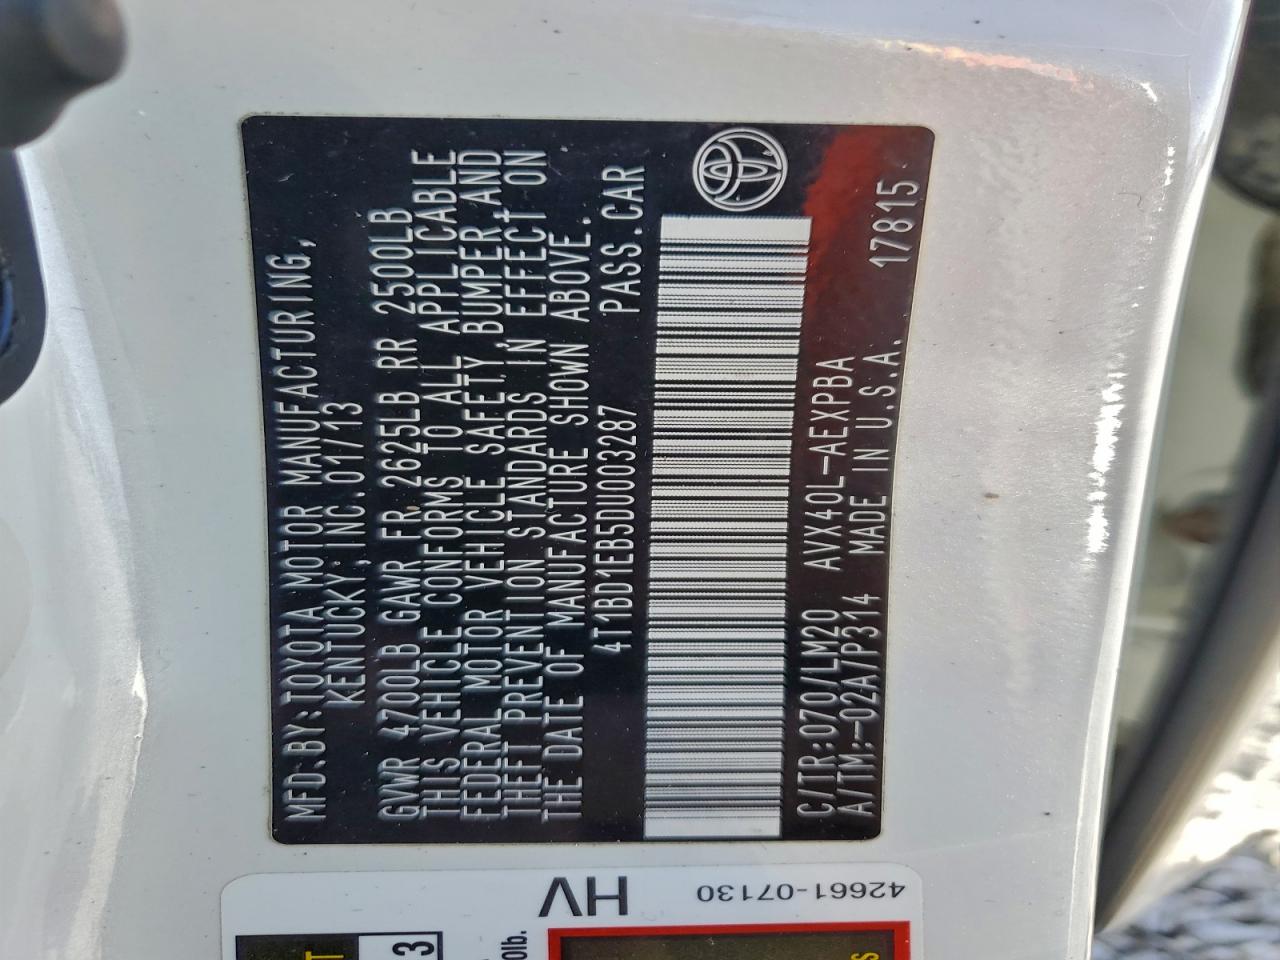 MFD.BY:TOYOTA MOTOR MANUFACTURING,
KENTUCKY,INC.01/13
GVWR 4700LB GAWR FR 2625LB RR 2500LB
THIS VEHICLE CONFORMS TO ALL APPLICABLE
FEDERAL MOTOR VEHICLE SAFETY,BUMPER,AND
THEFT PREVENTION STANDARDS IN EFFECT ON
THE DATE OF MANUFACTURE SHOWN ABOVE.
4T1BD1EB5DU003287 PASS.CAR
C/TR:070/LM20 AVX40L-AEXPBA
A/TM:-02A/P314 MADE IN U.S.A. 17815
HV
42661-07130
3
0lb.